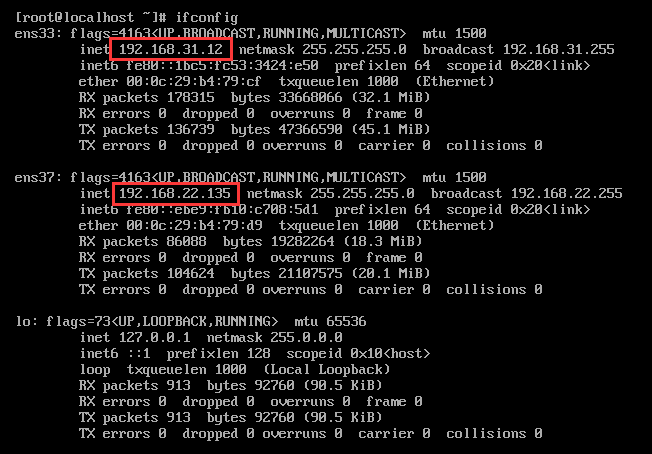 [root@localhost ~]# ifconfig
ens33: flags=4163<UP,BROADCAST,RUNNING,MULTICAST>  mtu 1500
        inet 192.168.31.12  netmask 255.255.255.0  broadcast 192.168.31.255
        inet6 fe80::1bc5:fc53:3424:e50  prefixlen 64  scopeid 0x20<link>
        ether 00:0c:29:b4:79:cf  txqueuelen 1000  (Ethernet)
        RX packets 178315  bytes 33668066 (32.1 MiB)
        RX errors 0  dropped 0  overruns 0  frame 0
        TX packets 136739  bytes 47366590 (45.1 MiB)
        TX errors 0  dropped 0 overruns 0  carrier 0  collisions 0
ens37: flags=4163<UP,BROADCAST,RUNNING,MULTICAST>  mtu 1500
        inet 192.168.22.135  netmask 255.255.255.0  broadcast 192.168.22.255
        inet6 fe80::ebe9:fb10:c708:5d1  prefixlen 64  scopeid 0x20<link>
        ether 00:0c:29:b4:79:d9  txqueuelen 1000  (Ethernet)
        RX packets 86088  bytes 19282264 (18.3 MiB)
        RX errors 0  dropped 0  overruns 0  frame 0
        TX packets 104624  bytes 21107575 (20.1 MiB)
        TX errors 0  dropped 0 overruns 0  carrier 0  collisions 0
lo: flags=73<UP,LOOPBACK,RUNNING>  mtu 65536
        inet 127.0.0.1  netmask 255.0.0.0
        inet6 ::1  prefixlen 128  scopeid 0x10<host>
        loop  txqueuelen 1000  (Local Loopback)
        RX packets 913  bytes 92760 (90.5 KiB)
        RX errors 0  dropped 0  overruns 0  frame 0
        TX packets 913  bytes 92760 (90.5 KiB)
        TX errors 0  dropped 0 overruns 0  carrier 0  collisions 0